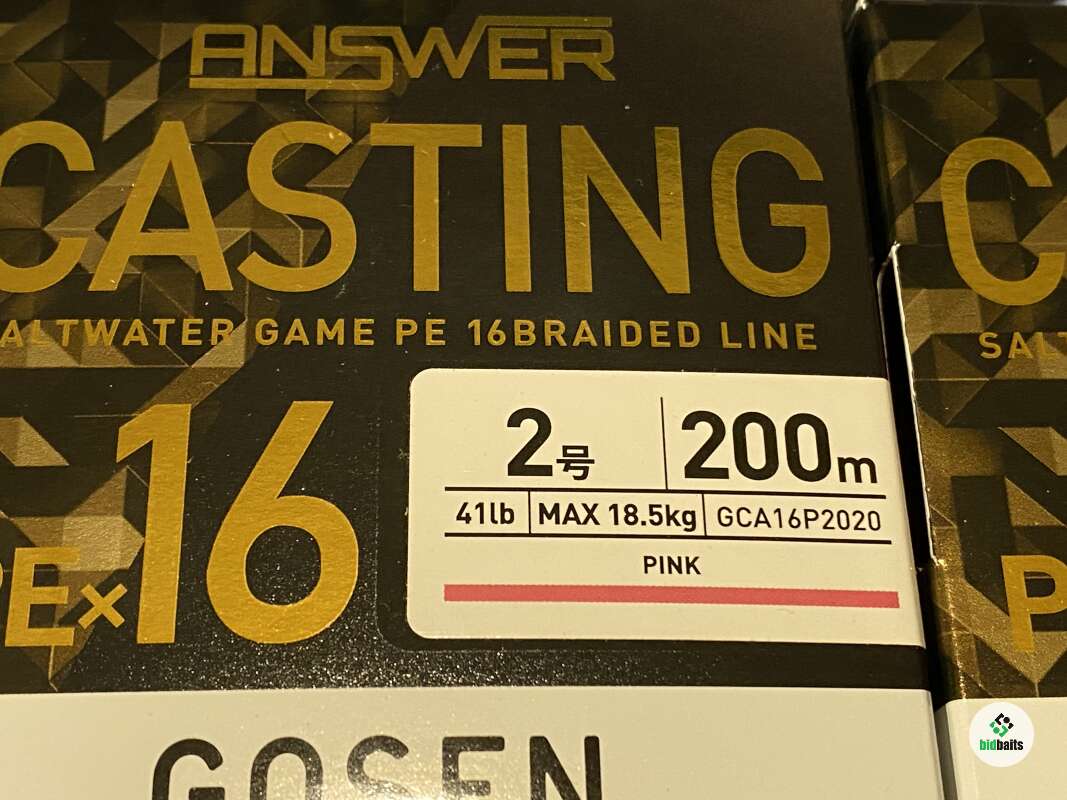 ANSWER
CASTING
SALTWATER GAME PE 16BRAIDED LINE
PE×16
2号 200m
41lb MAX 18.5kg GCA16P2020
PINK
GOSEN
C
SALT
P
bidbaits